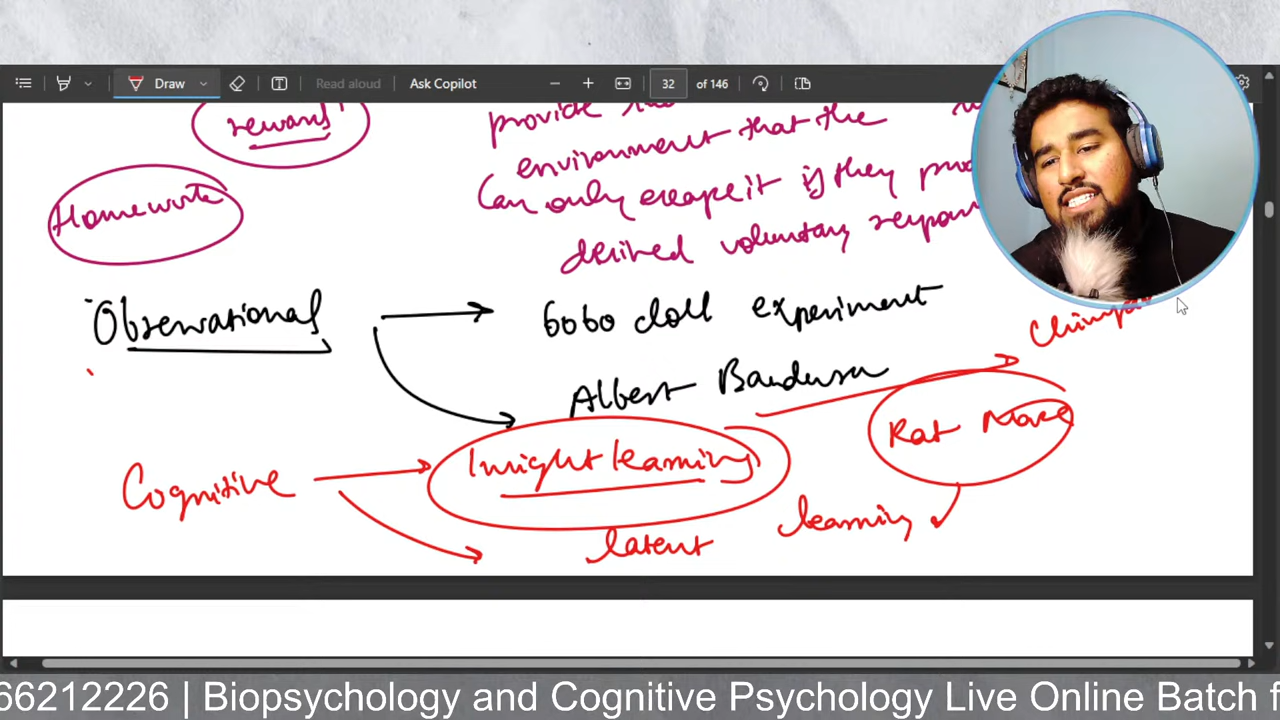 Draw
Read aloud
Ask Copilot
32
of 146
reward
provide
environment that the
Homework
Can only escape it if they
desired voluntary
Observational
bobo doll experiment
Albert Bandura
Rat Maze
Cognitive
Insight learning
learning
latent
66212226 | Biopsychology and Cognitive Psychology Live Online Batch f